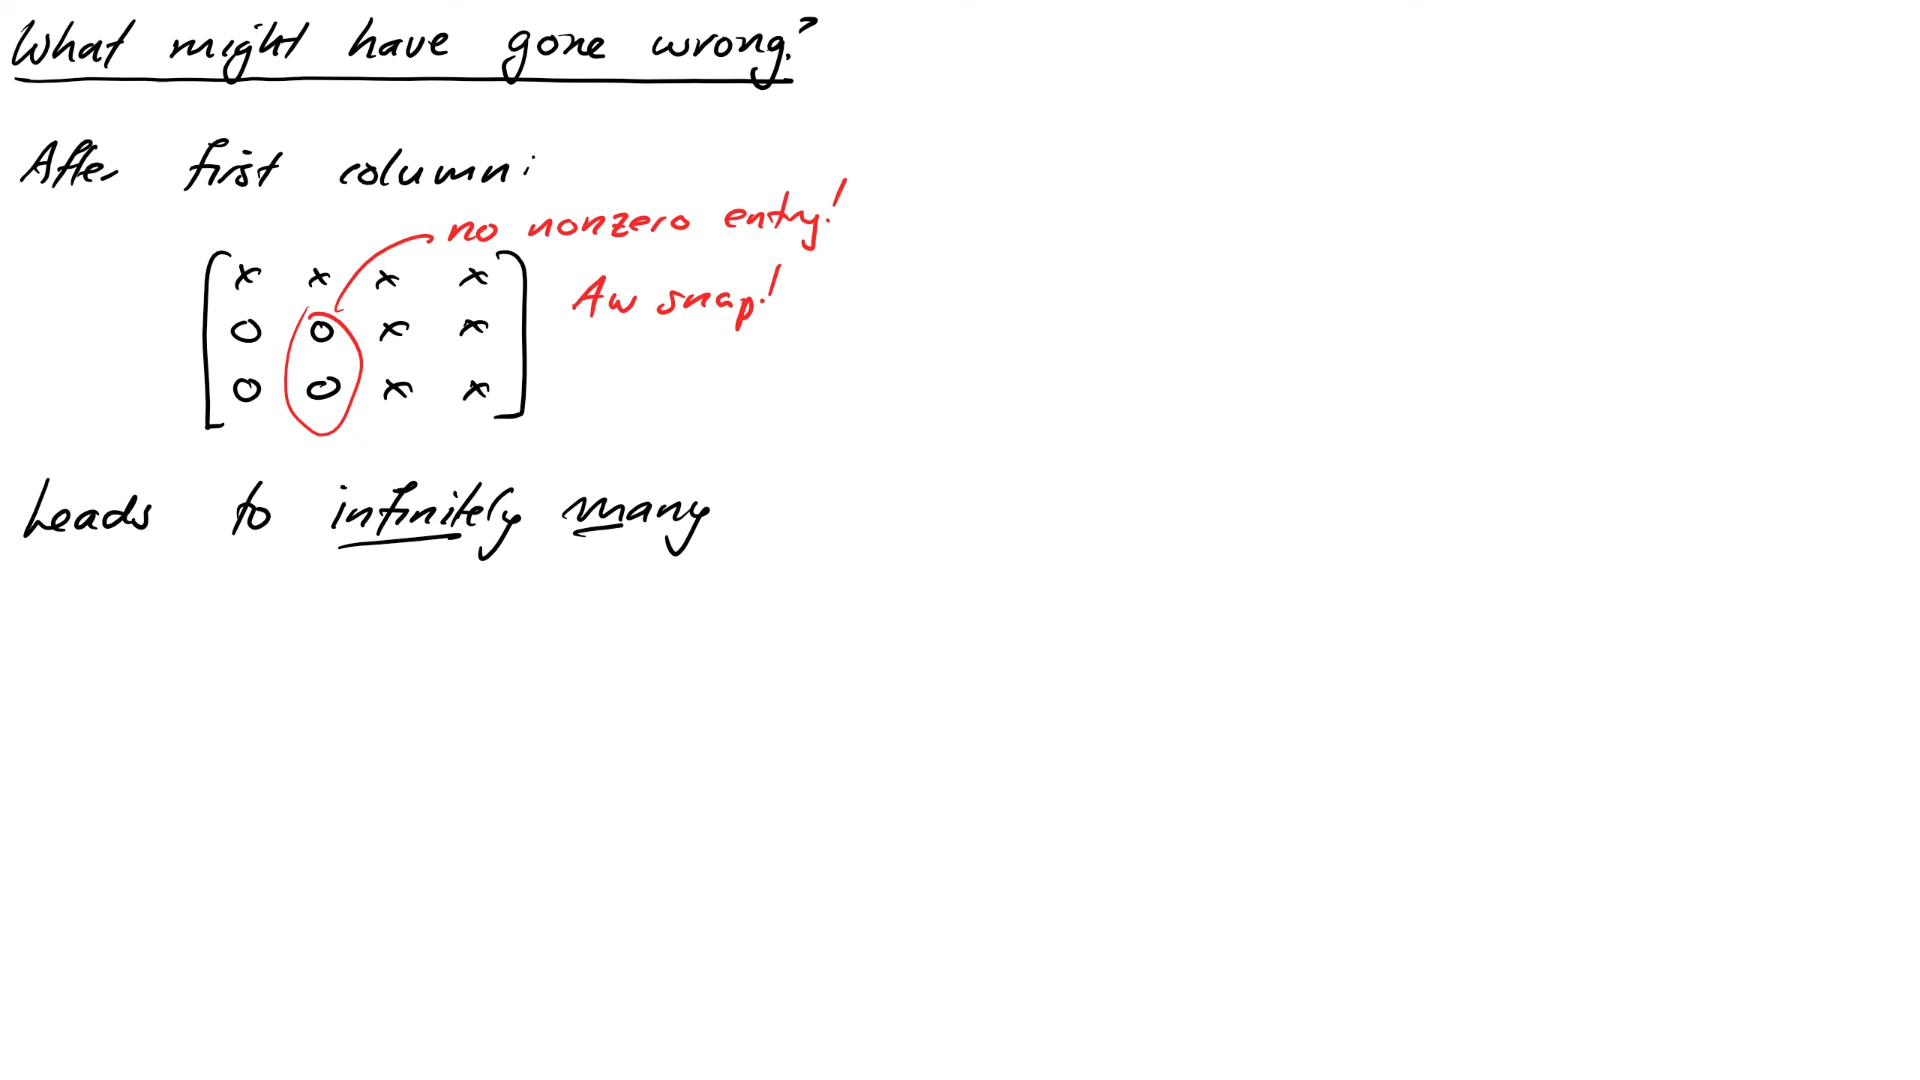 What might have gone wrong?
After first column:
no nonzero entry!
Aw snap!
x x x x
0 0 x x
0 0 x x
Leads to infinitely many